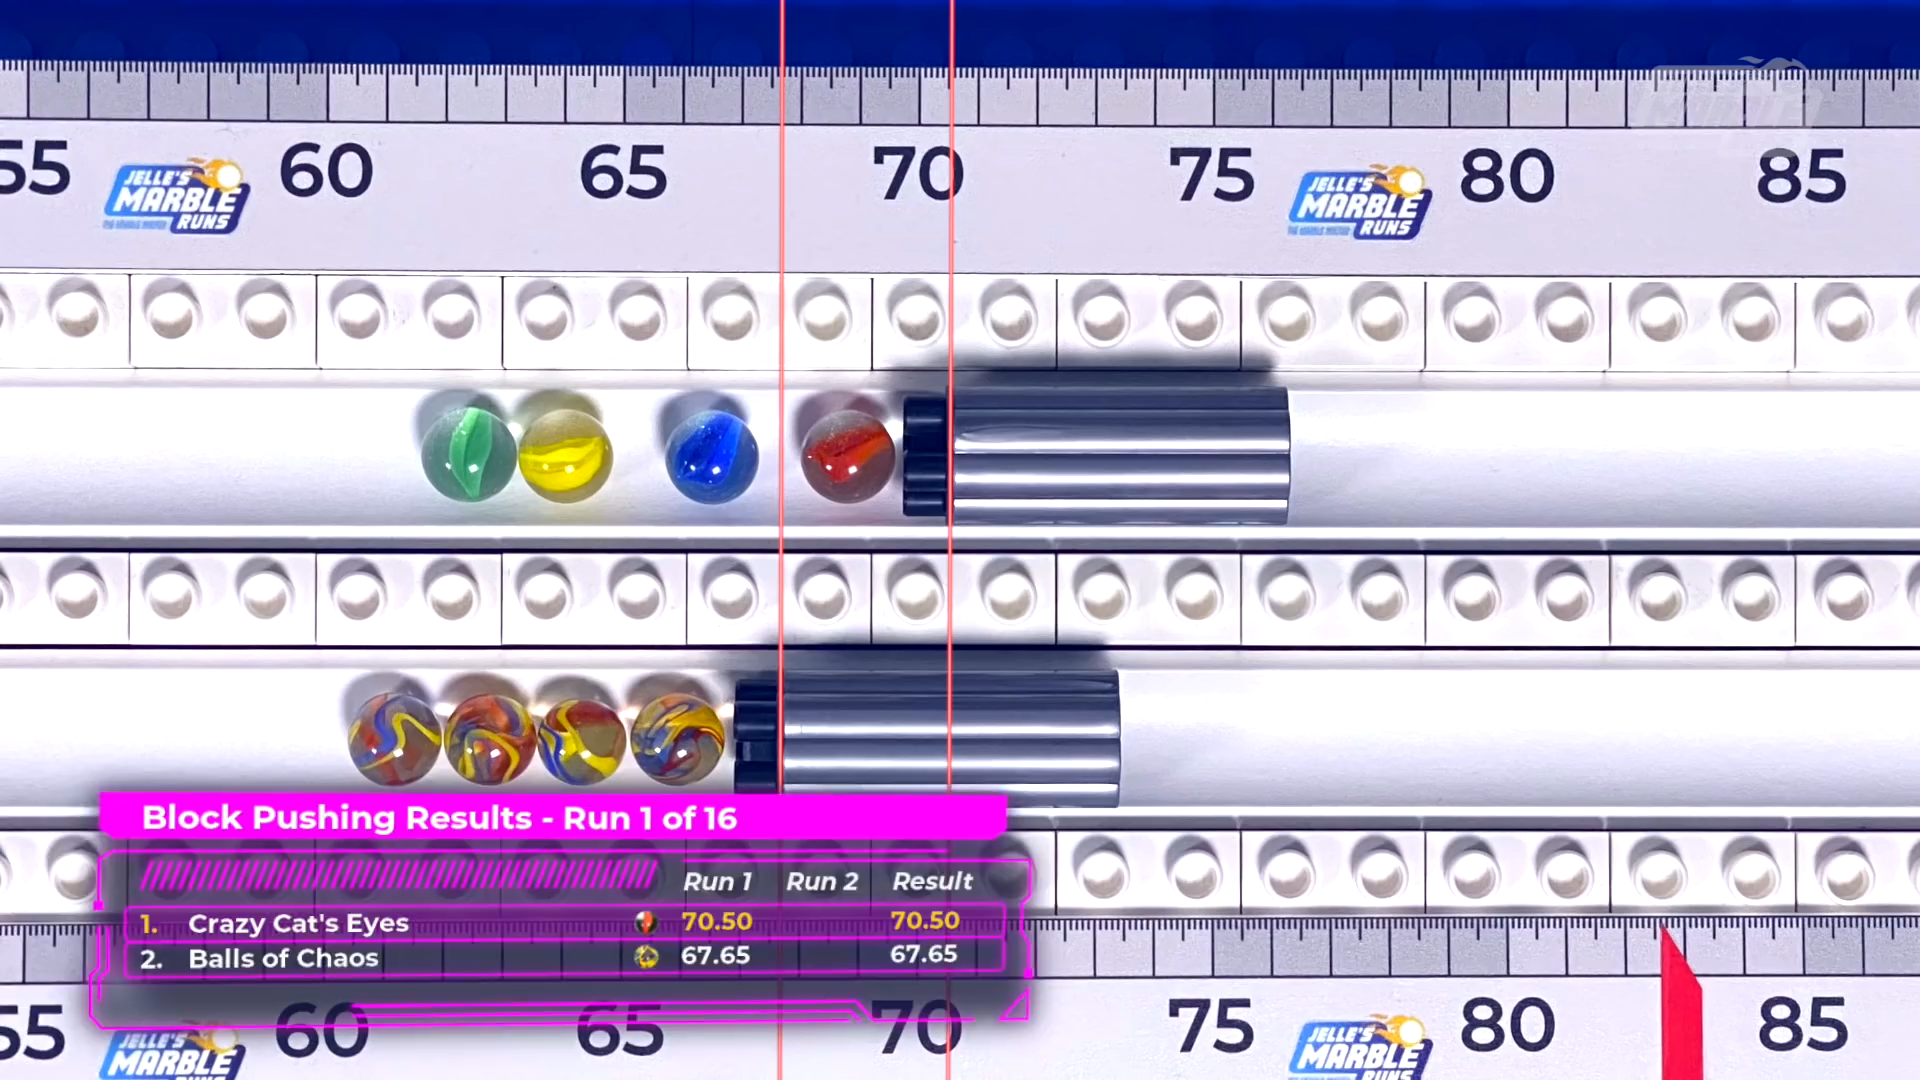 55 60 65 70 75 80 85
JELLE'S
MARBLE
RUNS
JELLE'S
MARBLE
RUNS
Block Pushing Results - Run 1 of 16
Run 1 Run 2 Result
1. Crazy Cat's Eyes 70.50 70.50
2. Balls of Chaos 67.65 67.65
55 60 65 70 75 80 85
JELLE'S
MARBLE
JELLE'S
MARBLE